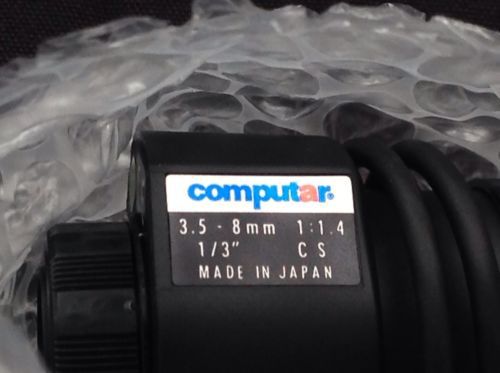 computar®
3.5 - 8mm 1:1.4
1/3" CS
MADE IN JAPAN